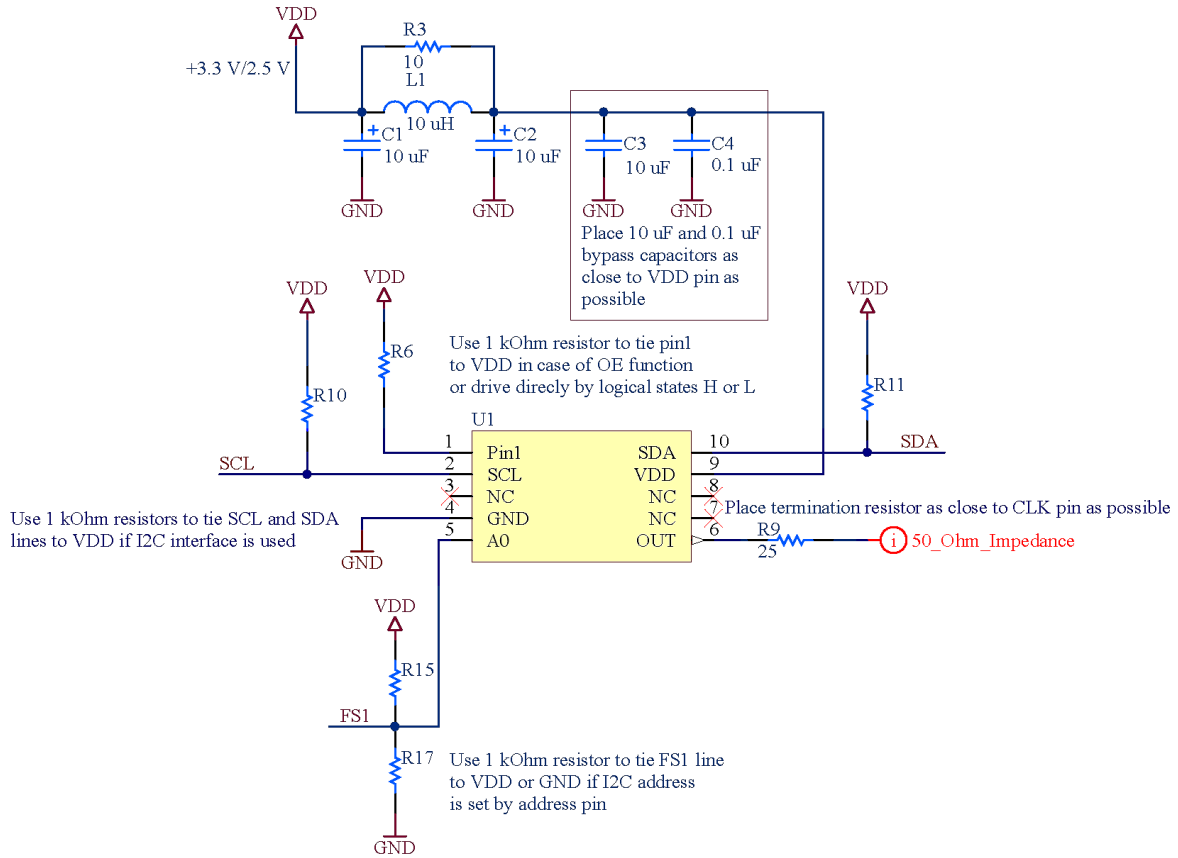 VDD
+3.3 V/2.5 V
R3
10
L1
10 uH
C1
10 uF
C2
10 uF
C3
10 uF
C4
0.1 uF
GND
GND
GND
GND
Place 10 uF and 0.1 uF
bypass capacitors as
close to VDD pin as
possible
VDD
VDD
VDD
R10
R6
R11
Use 1 kOhm resistor to tie pin1
to VDD in case of OE function
or drive direcly by logical states H or L
U1
1 Pin1
2 SCL
3 NC
4 GND
5 A0
SDA 10
VDD 9
NC 8
NC 7
OUT 6
SCL
SDA
Use 1 kOhm resistors to tie SCL and SDA
lines to VDD if I2C interface is used
GND
Place termination resistor as close to CLK pin as possible
R9
25
i 50_Ohm_Impedance
VDD
R15
FS1
R17
GND
Use 1 kOhm resistor to tie FS1 line
to VDD or GND if I2C address
is set by address pin